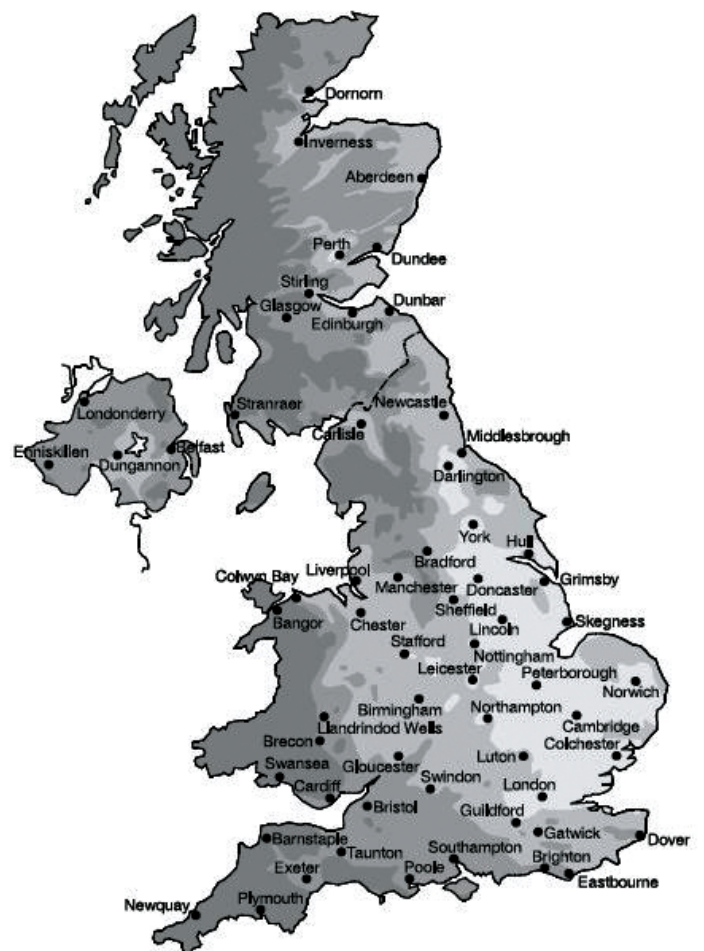 Dornorn
Inverness
Aberdeen
Perth
Dundee
Stirling
Glasgow
Dunbar
Edinburgh
Londonderry
Stranraer
Newcastle
Carlisle
Middlesbrough
Enniskillen
Belfast
Dungannon
Darlington
York
Hull
Bradford
Colwyn Bay
Liverpool
Manchester
Doncaster
Grimsby
Bangor
Chester
Sheffield
Lincoln
Skegness
Stafford
Nottingham
Leicester
Peterborough
Norwich
Birmingham
Northampton
Llandrindod Wells
Cambridge
Brecon
Colchester
Swansea
Gloucester
Luton
Cardiff
Swindon
London
Bristol
Guildford
Barnstaple
Gatwick
Dover
Taunton
Southampton
Exeter
Poole
Brighton
Eastbourne
Newquay
Plymouth